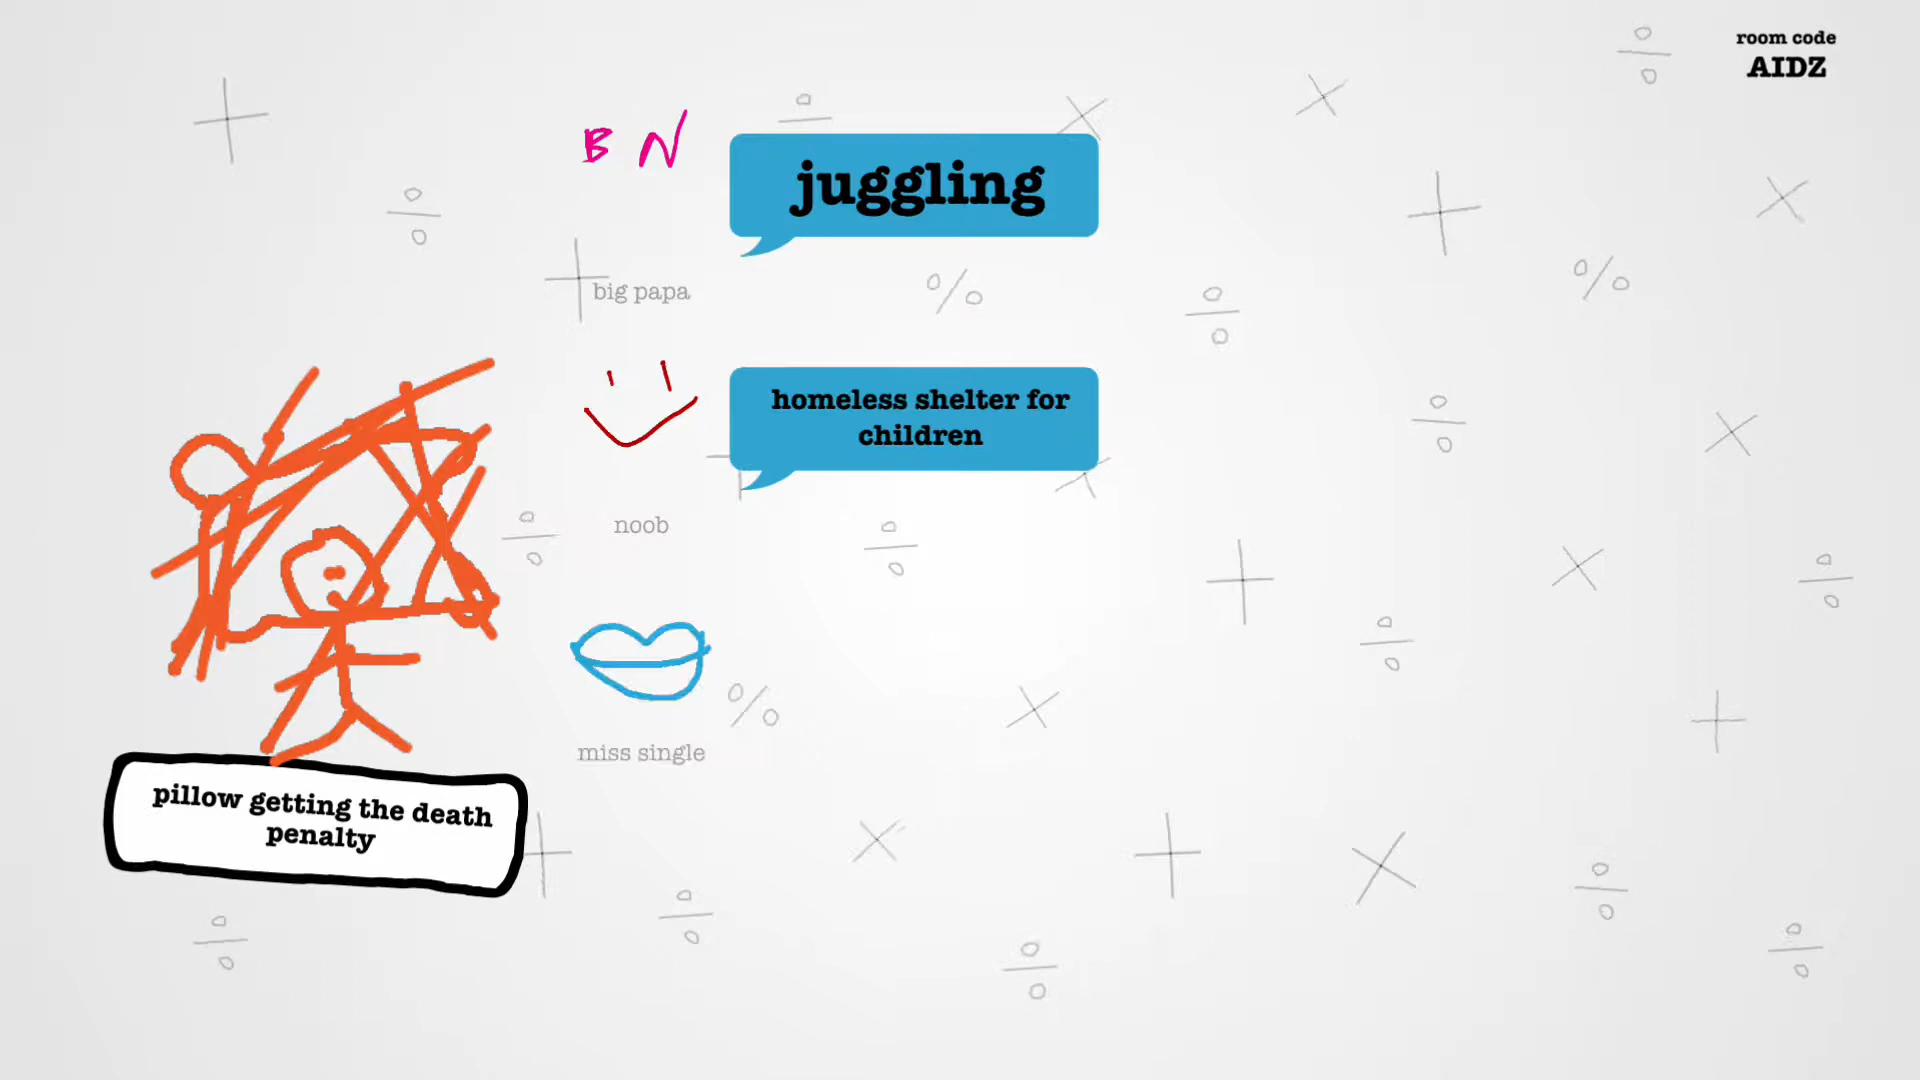 room code
AIDZ
B N
juggling
big papa
homeless shelter for
children
noob
miss single
pillow getting the death
penalty